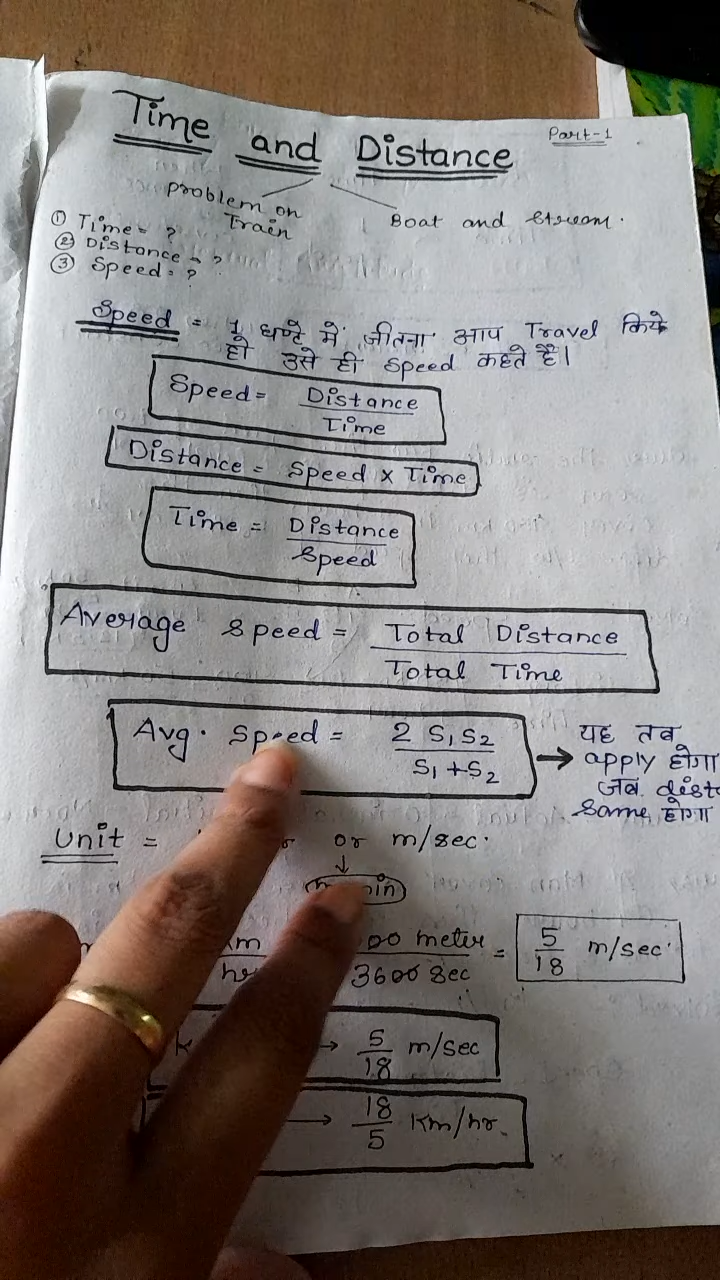 Part-1
Time and Distance
problem on
Train
Boat and Stream.
① Time = ?
② Distance = ?
③ Speed = ?
Speed = 1 घण्टे में जीतना आप Travel किये
हो उसे ही speed कहते हैं।
Speed = Distance
Time
Distance = Speed x Time
Time = Distance
Speed
Average Speed = Total Distance
Total Time
Avg. Speed = 2 S₁ S₂
S₁ + S₂
→ यह तब
apply होगा
जब
same होगा
Unit = or m/sec.
↓
meter = 5/18 m/sec.
hr 3600 sec
K → 5/18 m/sec
→ 18/5 Km/hr.